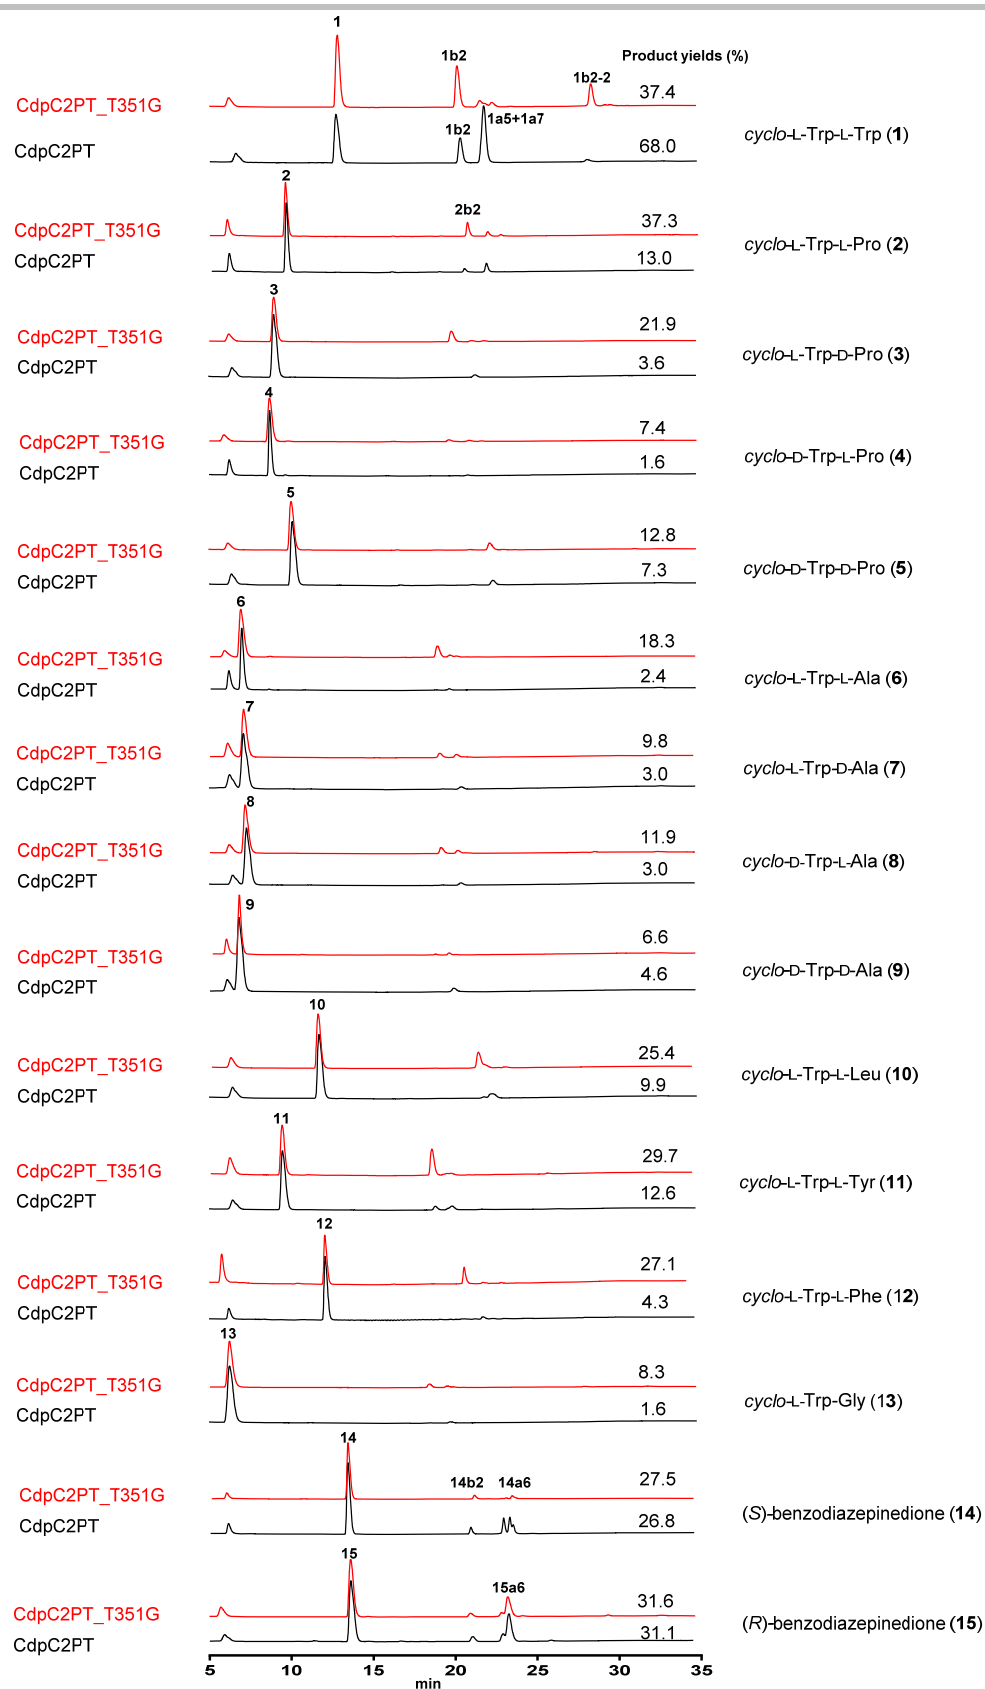 1
Product yields (%)
1b2
1b2-2
CdpC2PT_T351G
37.4
1a5+1a7
1b2
cyclo-L-Trp-L-Trp (1)
CdpC2PT
68.0
2
2b2
CdpC2PT_T351G
37.3
cyclo-L-Trp-L-Pro (2)
CdpC2PT
13.0
3
CdpC2PT_T351G
21.9
cyclo-L-Trp-D-Pro (3)
CdpC2PT
3.6
4
CdpC2PT_T351G
7.4
cyclo-D-Trp-L-Pro (4)
CdpC2PT
1.6
5
CdpC2PT_T351G
12.8
cyclo-D-Trp-D-Pro (5)
CdpC2PT
7.3
6
CdpC2PT_T351G
18.3
cyclo-L-Trp-L-Ala (6)
CdpC2PT
2.4
7
CdpC2PT_T351G
9.8
cyclo-L-Trp-D-Ala (7)
CdpC2PT
3.0
8
CdpC2PT_T351G
11.9
cyclo-D-Trp-L-Ala (8)
CdpC2PT
3.0
9
CdpC2PT_T351G
6.6
cyclo-D-Trp-D-Ala (9)
CdpC2PT
4.6
10
CdpC2PT_T351G
25.4
cyclo-L-Trp-L-Leu (10)
CdpC2PT
9.9
11
CdpC2PT_T351G
29.7
cyclo-L-Trp-L-Tyr (11)
CdpC2PT
12.6
12
CdpC2PT_T351G
27.1
cyclo-L-Trp-L-Phe (12)
CdpC2PT
4.3
13
CdpC2PT_T351G
8.3
cyclo-L-Trp-Gly (13)
CdpC2PT
1.6
14
14b2
14a6
CdpC2PT_T351G
27.5
(S)-benzodiazepinedione (14)
CdpC2PT
26.8
15
15a6
CdpC2PT_T351G
31.6
(R)-benzodiazepinedione (15)
CdpC2PT
31.1
5 10 15 20 25 30 35
min